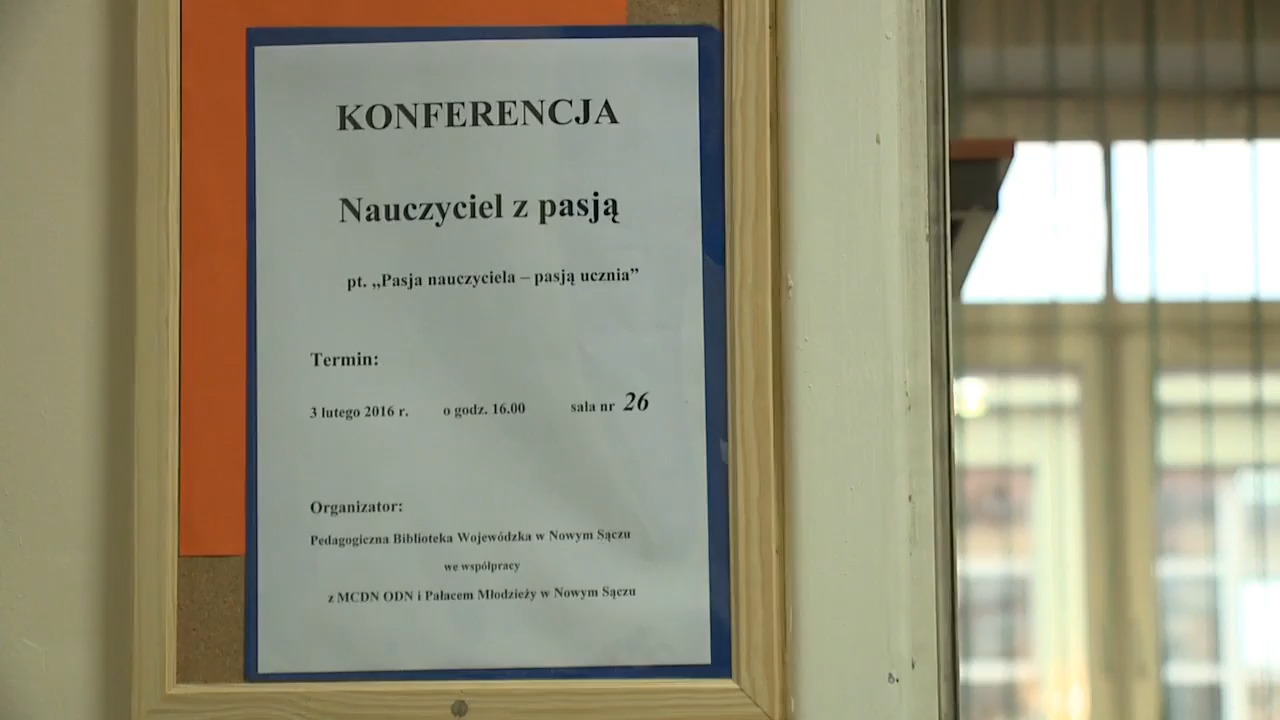 KONFERENCJA
Nauczyciel z pasją
pt. „Pasja nauczyciela – pasją ucznia”
Termin:
3 lutego 2016 r. o godz. 16.00 sala nr 26
Organizator:
Pedagogiczna Biblioteka Wojewódzka w Nowym Sączu
we współpracy
z MCDN ODN i Pałacem Młodzieży w Nowym Sączu